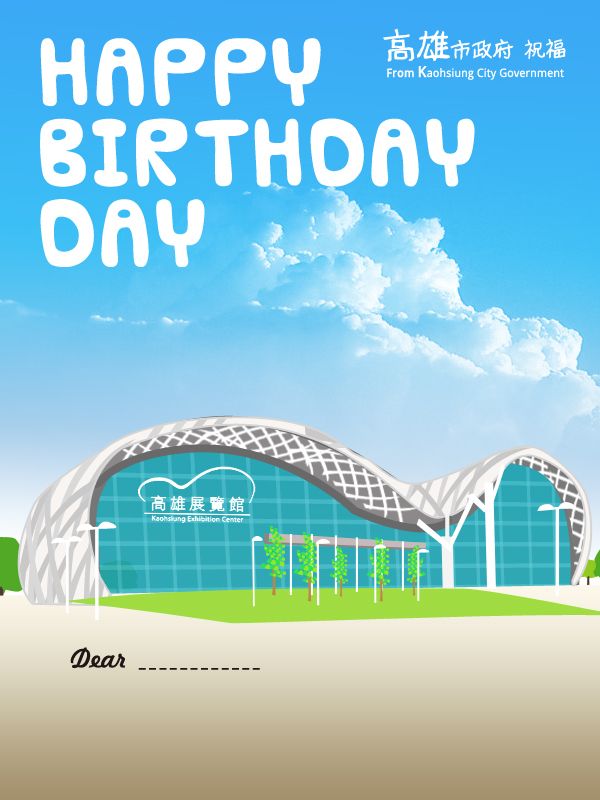 HAPPY
BIRTHDAY
DAY
高雄市政府 祝福
From Kaohsiung City Government
高雄展覽館
Kaohsiung Exhibition Center
Dear ____________